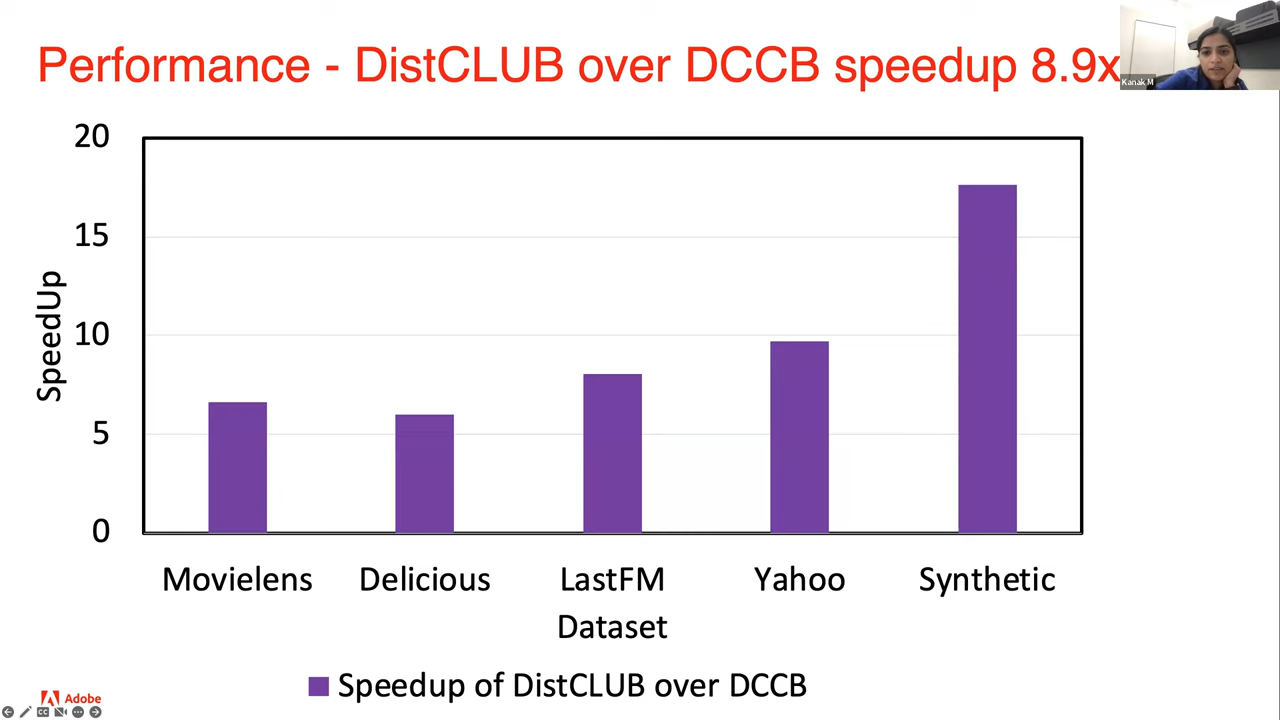 Performance - DistCLUB over DCCB speedup 8.9x
Kanak M
20
15
10
5
0
SpeedUp
Movielens Delicious LastFM Yahoo Synthetic
Dataset
Speedup of DistCLUB over DCCB
Adobe
CC